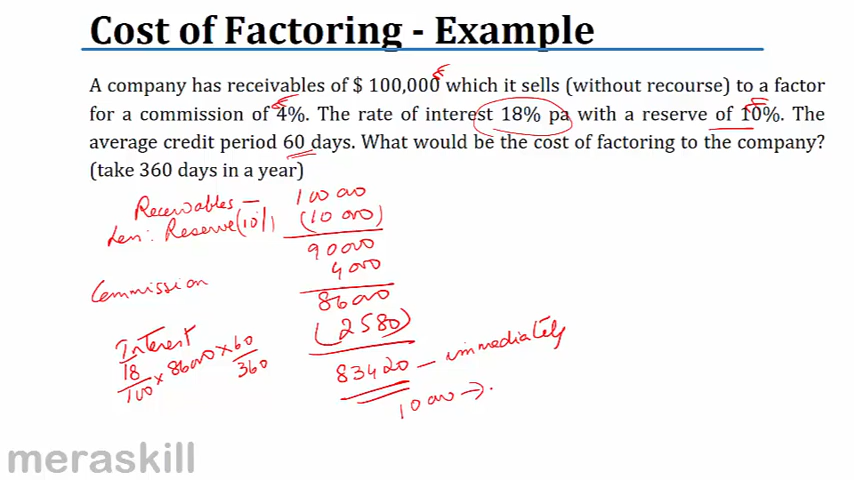 Cost of Factoring - Example
A company has receivables of $ 100,000 which it sells (without recourse) to a factor
for a commission of 4%. The rate of interest 18% pa with a reserve of 10%. The
average credit period 60 days. What would be the cost of factoring to the company?
(take 360 days in a year)
Receivables – 100000
Less: Reserve (10%) (10000)
90000
Commission 4000
86000
Interest (2580)
18/100 × 86000 × 60/360
83420 – immediately
10000 →
meraskill